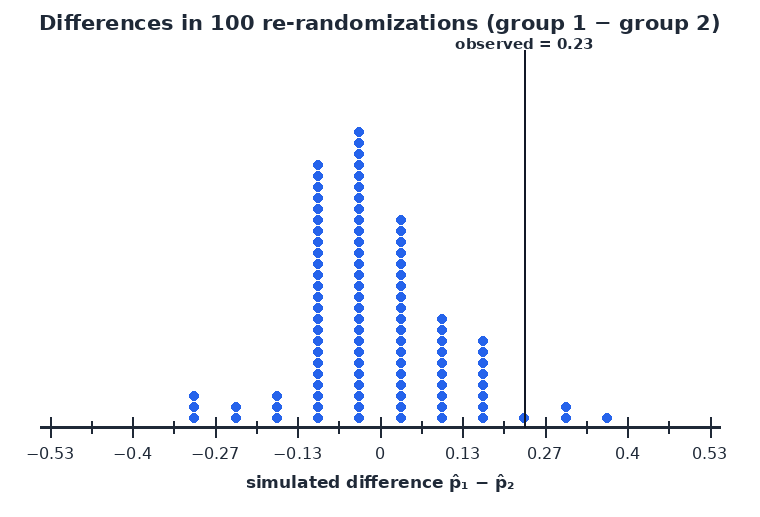 Differences in 100 re-randomizations (group 1 − group 2)
observed = 0.23
−0.53 −0.4 −0.27 −0.13 0 0.13 0.27 0.4 0.53
simulated difference p̂₁ − p̂₂